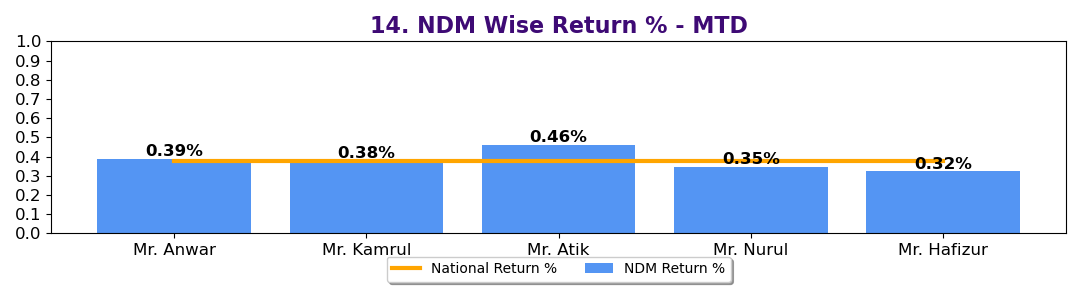 14. NDM Wise Return % - MTD
1.0
0.9
0.8
0.7
0.6
0.5
0.4
0.3
0.2
0.1
0.0
0.39%
0.38%
0.46%
0.35%
0.32%
Mr. Anwar
Mr. Kamrul
Mr. Atik
Mr. Nurul
Mr. Hafizur
National Return %
NDM Return %